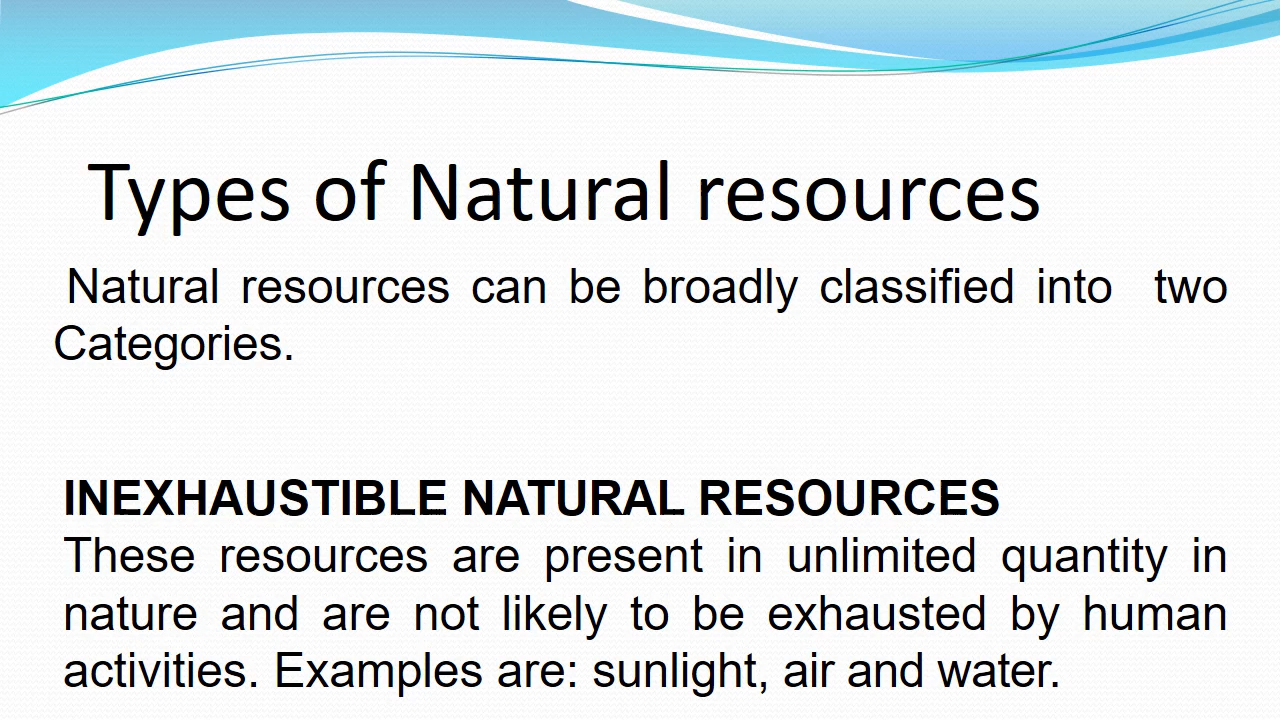 Types of Natural resources
Natural resources can be broadly classified into two
Categories.
INEXHAUSTIBLE NATURAL RESOURCES
These resources are present in unlimited quantity in
nature and are not likely to be exhausted by human
activities. Examples are: sunlight, air and water.